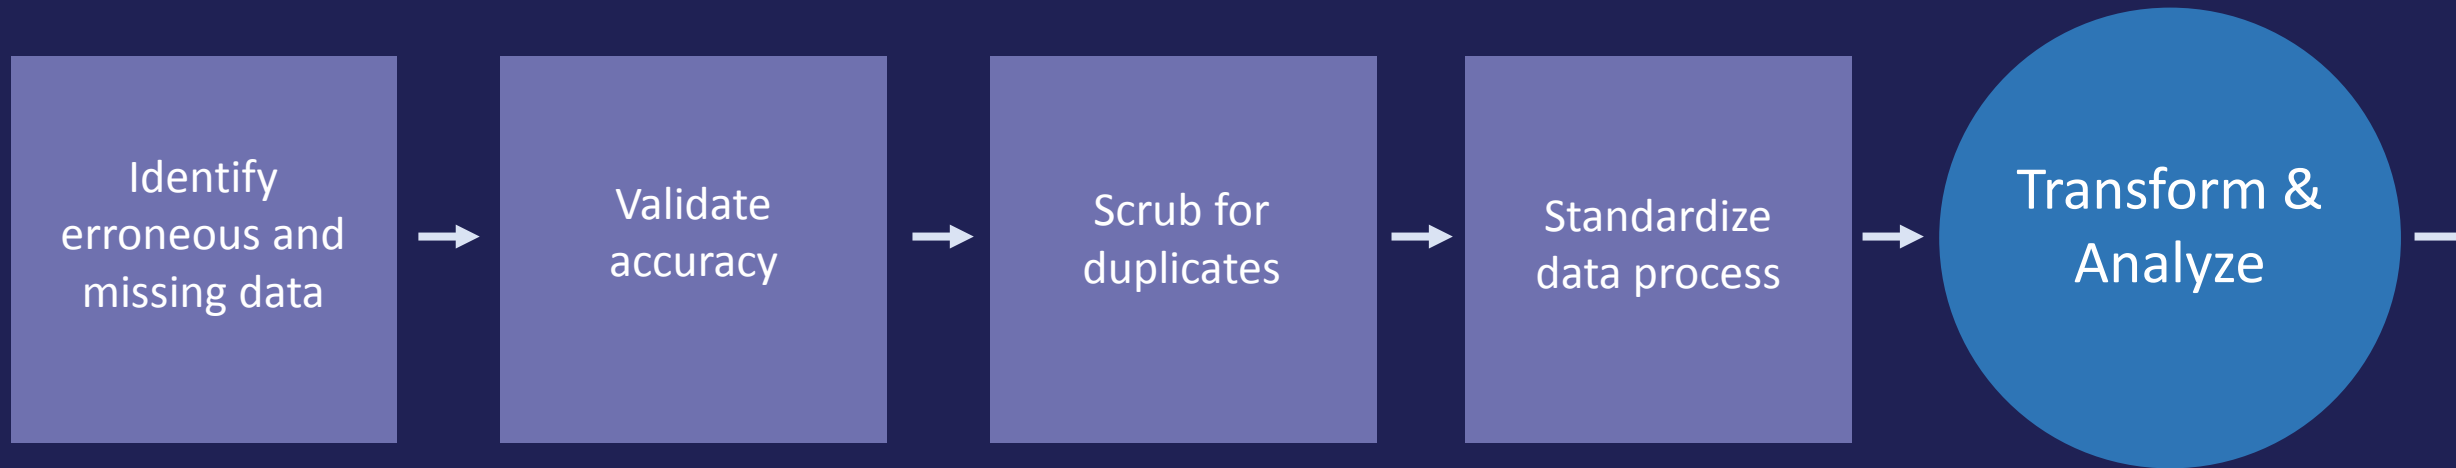 Identify
erroneous and
missing data
Validate
accuracy
Scrub for
duplicates
Standardize
data process
Transform &
Analyze